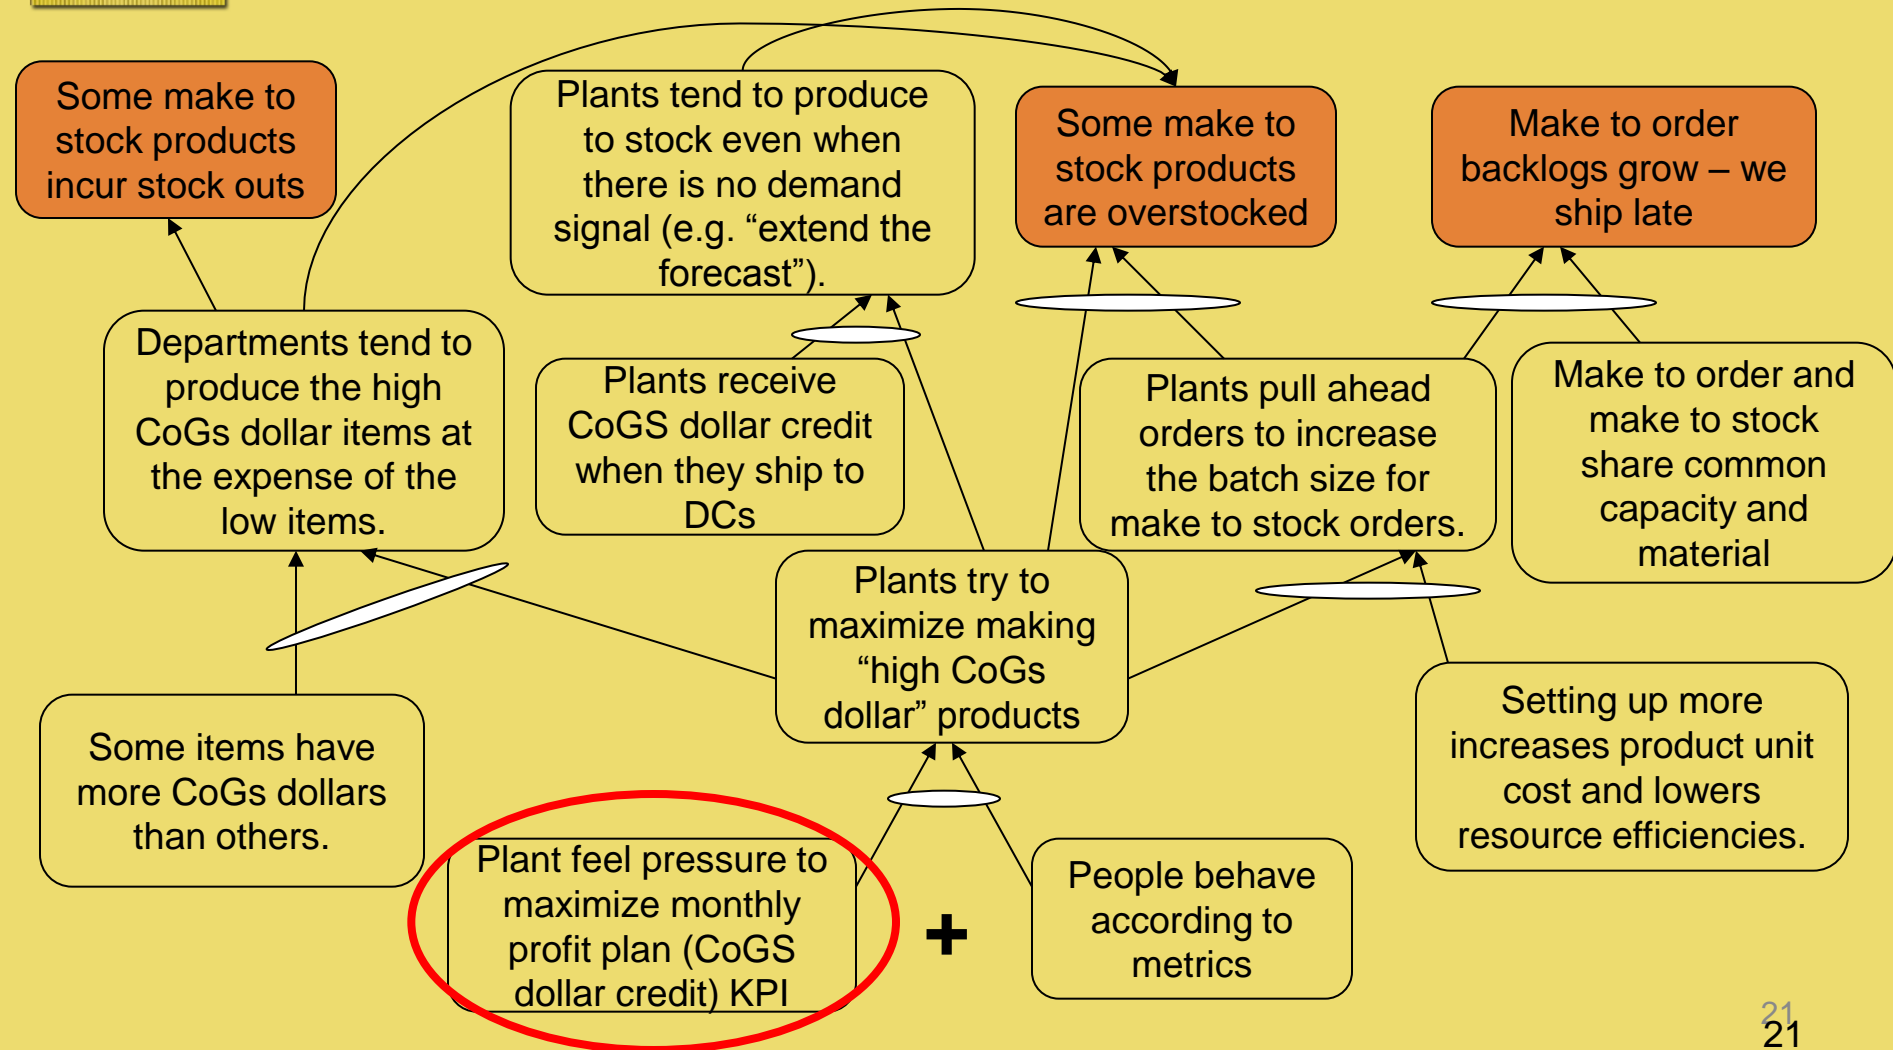 Some make to
stock products
incur stock outs
Plants tend to produce
to stock even when
there is no demand
signal (e.g. “extend the
forecast”).
Some make to
stock products
are overstocked
Make to order
backlogs grow – we
ship late
Departments tend to
produce the high
CoGs dollar items at
the expense of the
low items.
Plants receive
CoGS dollar credit
when they ship to
DCs
Plants pull ahead
orders to increase
the batch size for
make to stock orders.
Make to order and
make to stock
share common
capacity and
material
Plants try to
maximize making
“high CoGs
dollar” products
Some items have
more CoGs dollars
than others.
Setting up more
increases product unit
cost and lowers
resource efficiencies.
Plant feel pressure to
maximize monthly
profit plan (CoGS
dollar credit) KPI
+
People behave
according to
metrics
21
21